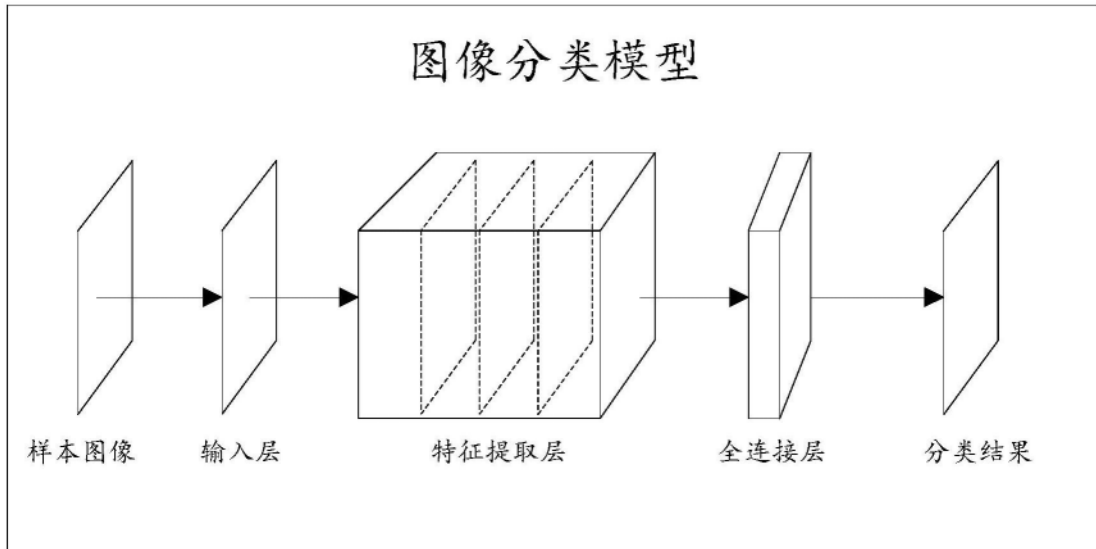 图像分类模型
样本图像
输入层
特征提取层
全连接层
分类结果